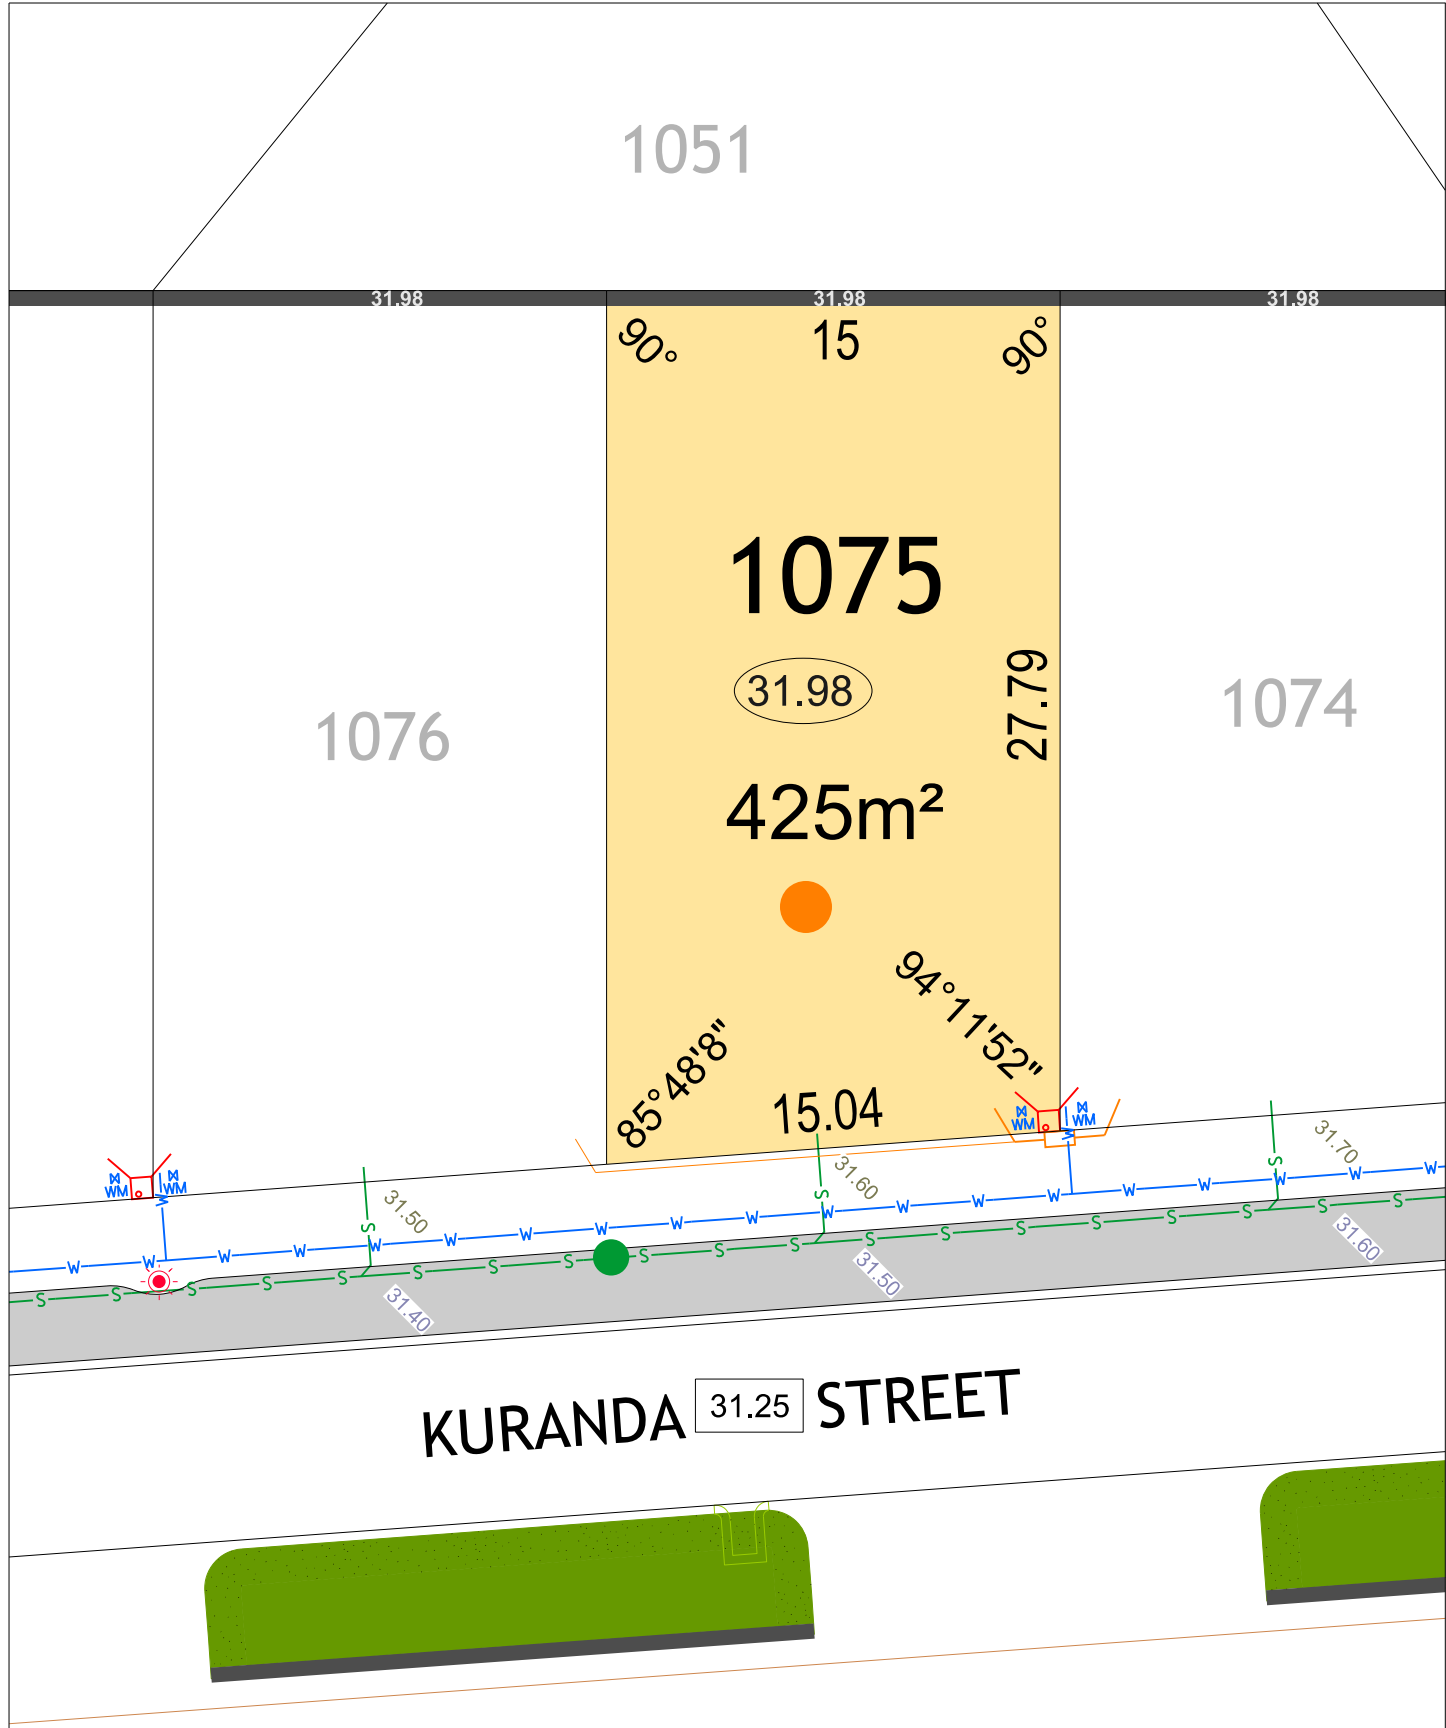 1051
31.98
31.98
31.98
90°
15
90°
1075
31.98
27.79
1076
1074
425m²
94°11'52"
85°48'8"
15.04
WM
WM
WM
WM
W
W
S
S
S
31.50
31.60
31.70
W W W W W W W W W W W W W W W W W W W
S S S S S S S S S S S S S S S S S S S
31.40
31.50
31.60
KURANDA 31.25 STREET